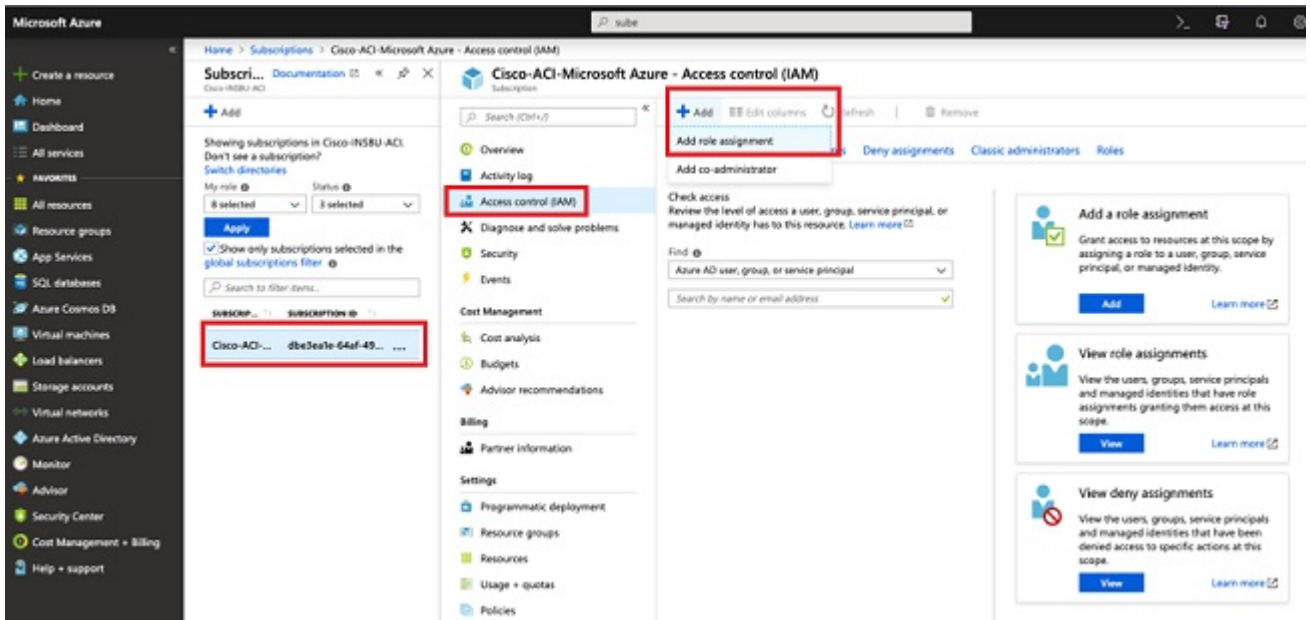 Microsoft Azure
sube
Home > Subscriptions > Cisco-ACI-Microsoft Azure - Access control (IAM)
Create a resource
Home
Dashboard
All services
FAVORITES
All resources
Resource groups
App Services
SQL databases
Azure Cosmos DB
Virtual machines
Load balancers
Storage accounts
Virtual networks
Azure Active Directory
Monitor
Advisor
Security Center
Cost Management + Billing
Help + support
Subscri... Documentation
Cisco-INSBU-ACI
Add
Showing subscriptions in Cisco-INSBU-ACI.
Don't see a subscription?
Switch directories
My role Status
8 selected 3 selected
Apply
Show only subscriptions selected in the
global subscriptions filter
Search to filter items...
SUBSCRIP... SUBSCRIPTION ID
Cisco-ACI-... dbe3ea1e-64af-49... ...
Cisco-ACI-Microsoft Azure - Access control (IAM)
Subscription
Search (Ctrl+/)
Overview
Activity log
Access control (IAM)
Diagnose and solve problems
Security
Events
Cost Management
Cost analysis
Budgets
Advisor recommendations
Billing
Partner information
Settings
Programmatic deployment
Resource groups
Resources
Usage + quotas
Policies
Add Edit columns Refresh Remove
Add role assignment
Add co-administrator
Deny assignments Classic administrators Roles
Check access
Review the level of access a user, group, service principal, or
managed identity has to this resource. Learn more
Find
Azure AD user, group, or service principal
Search by name or email address
Add a role assignment
Grant access to resources at this scope by
assigning a role to a user, group, service
principal, or managed identity.
Add Learn more
View role assignments
View the users, groups, service principals
and managed identities that have role
assignments granting them access at this
scope.
View Learn more
View deny assignments
View the users, groups, service principals
and managed identities that have been
denied access to specific actions at this
scope.
View Learn more